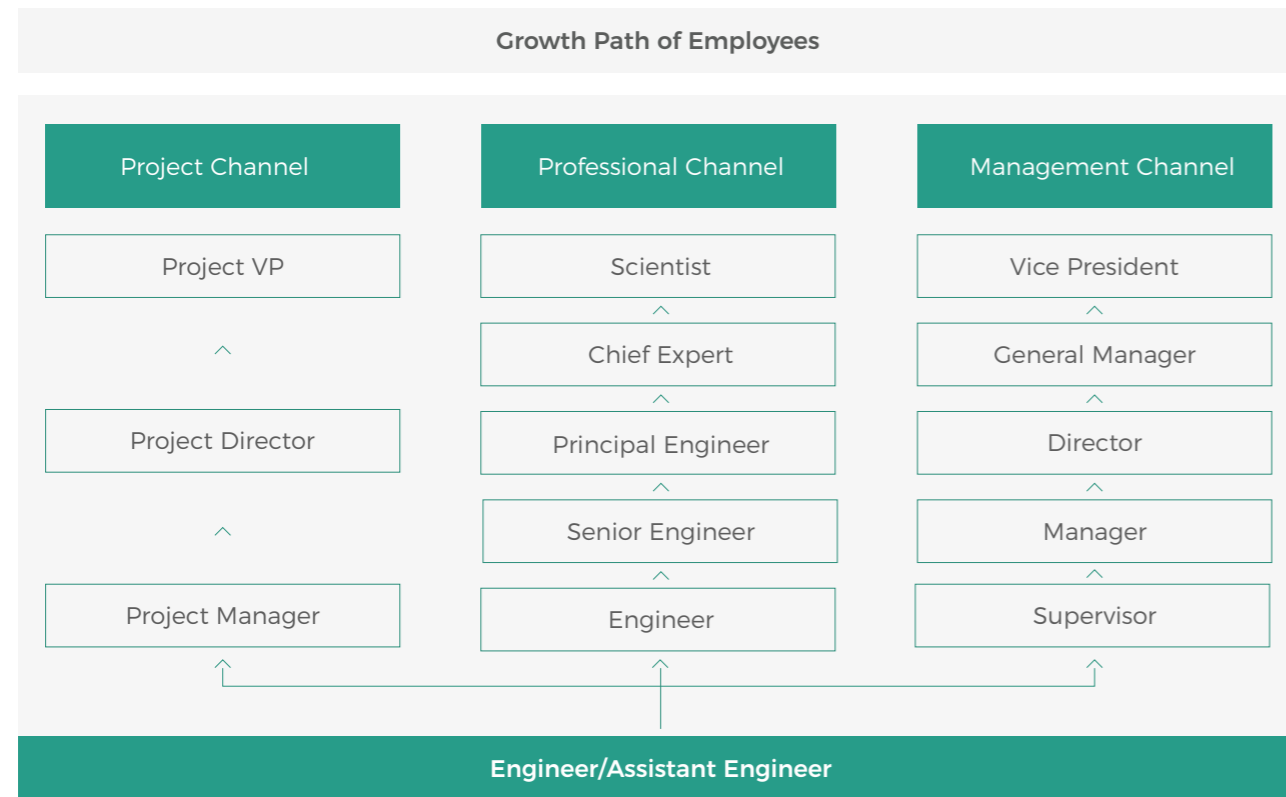 Growth Path of Employees
Project Channel
Professional Channel
Management Channel
Project VP
Scientist
Vice President
Chief Expert
General Manager
Project Director
Principal Engineer
Director
Senior Engineer
Manager
Project Manager
Engineer
Supervisor
Engineer/Assistant Engineer